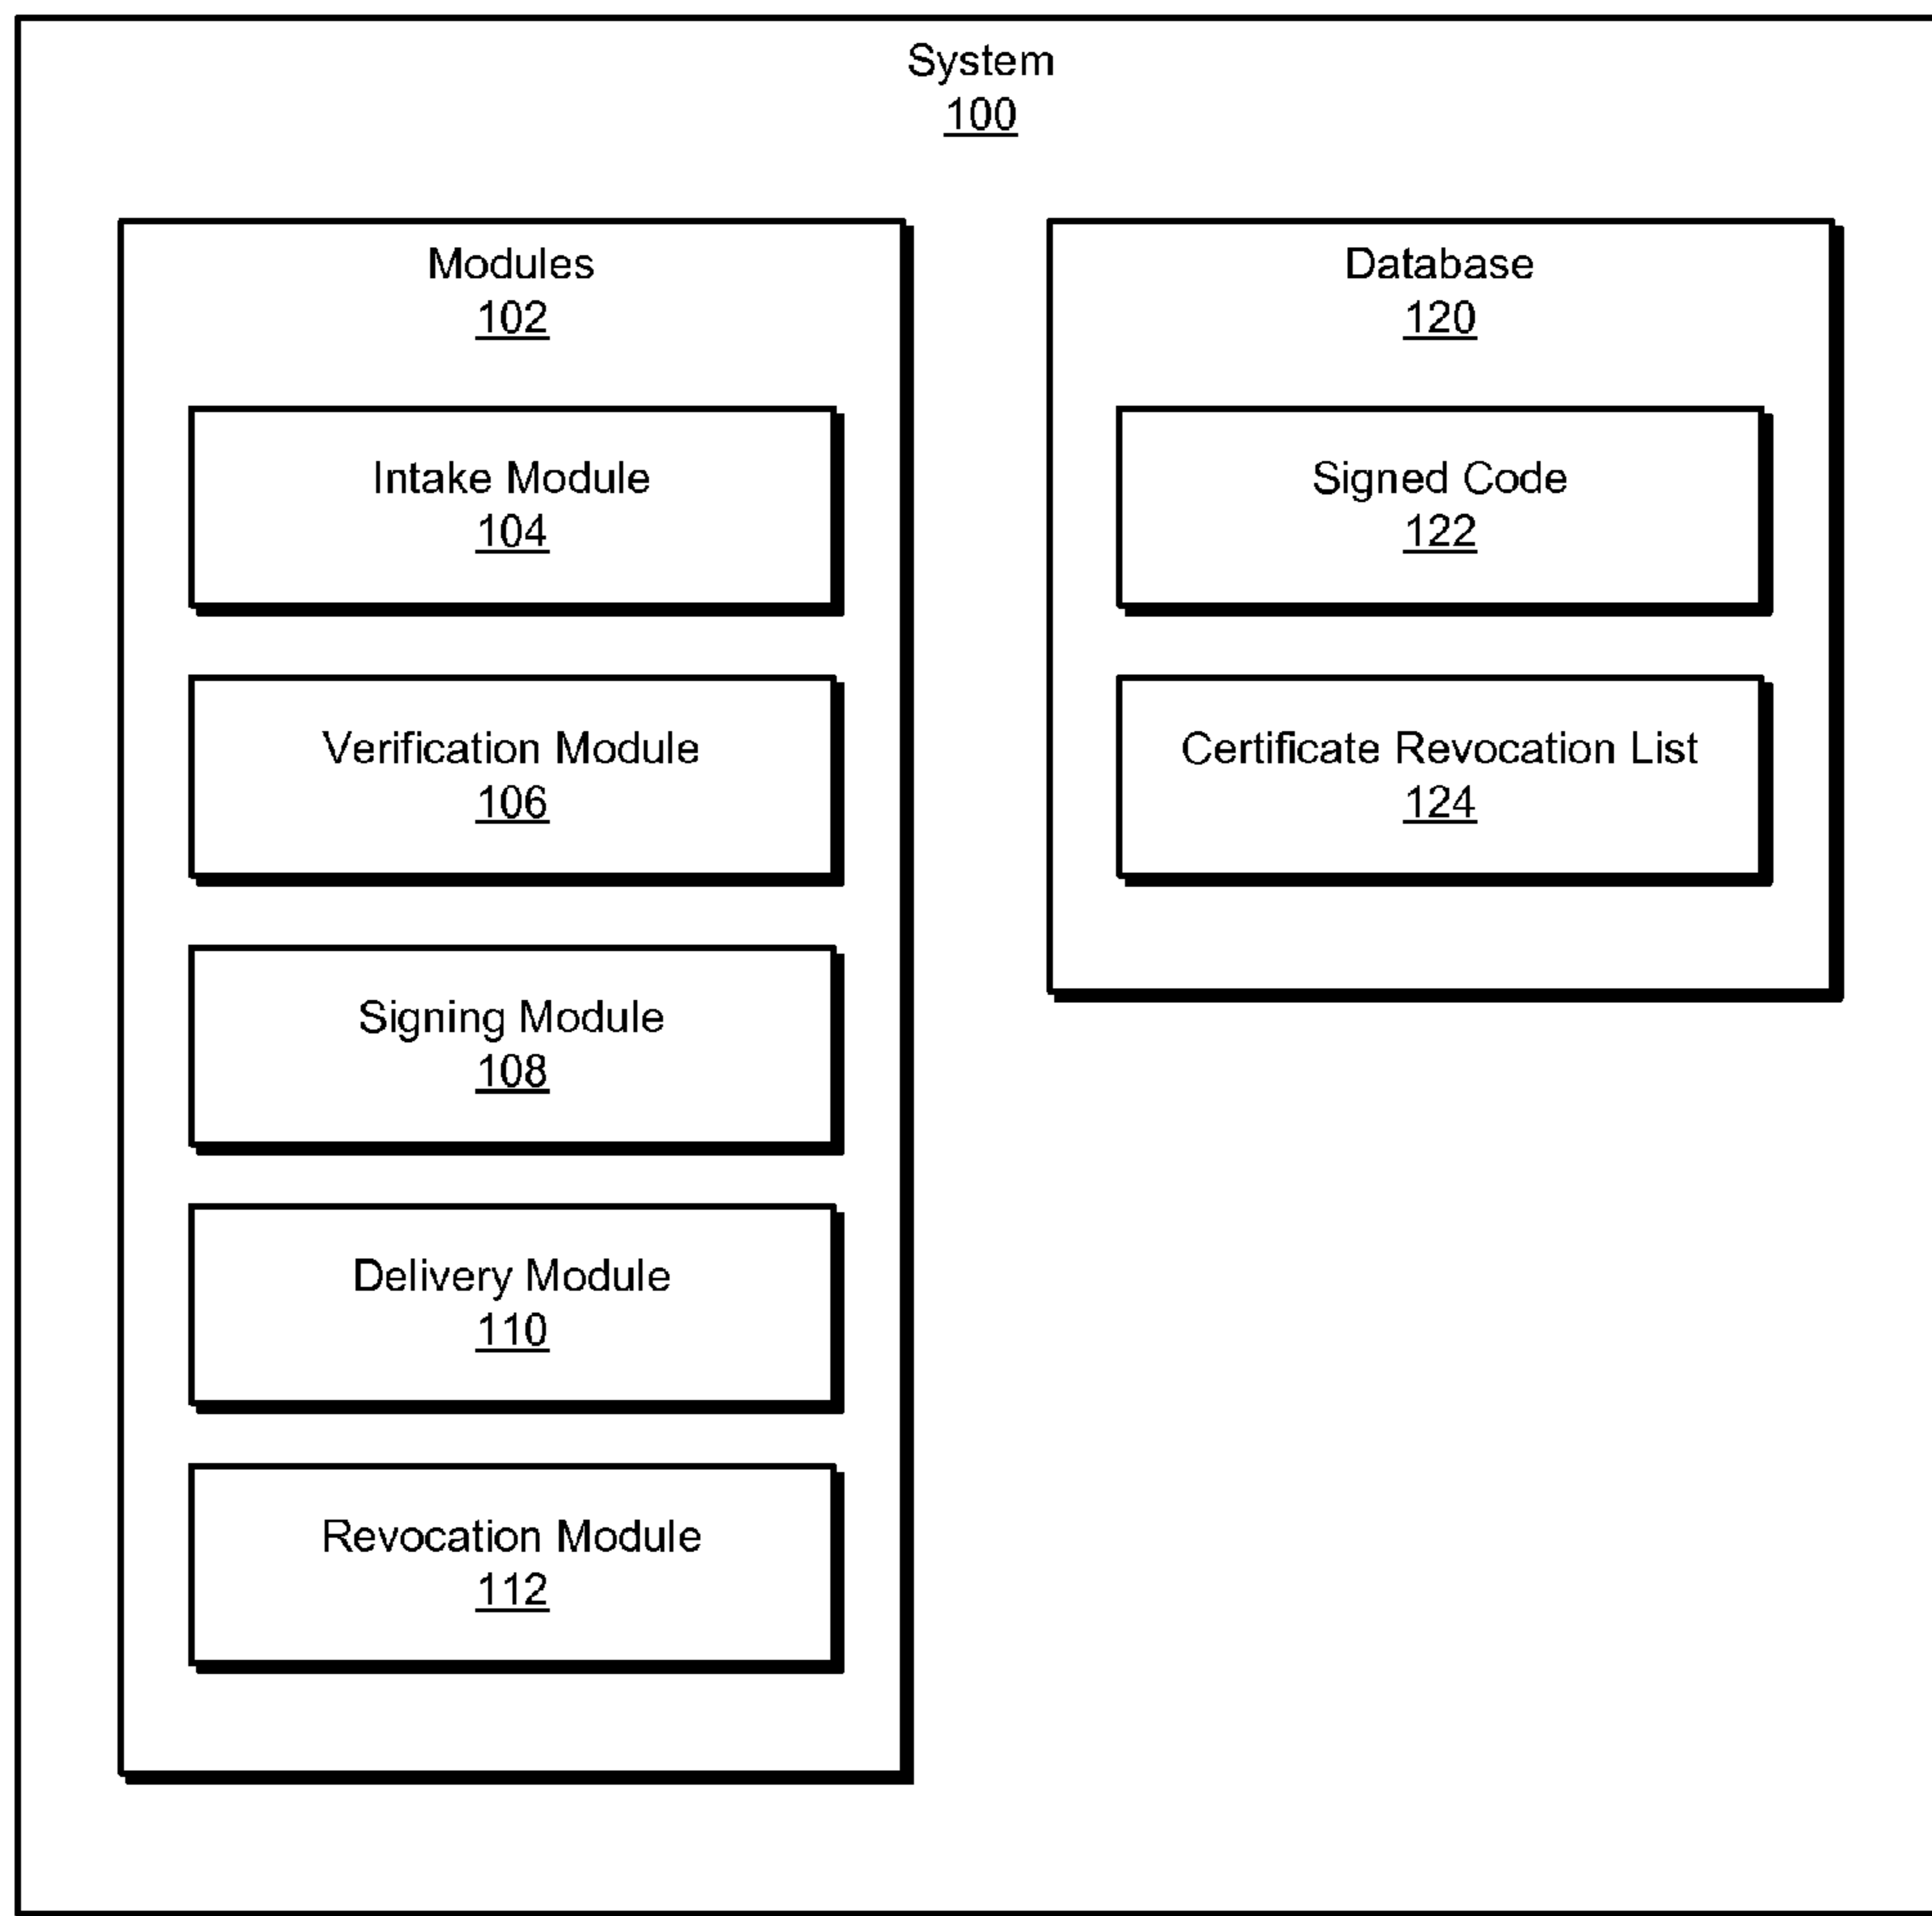 System
100
Modules
102
Intake Module
104
Verification Module
106
Signing Module
108
Delivery Module
110
Revocation Module
112
Database
120
Signed Code
122
Certificate Revocation List
124